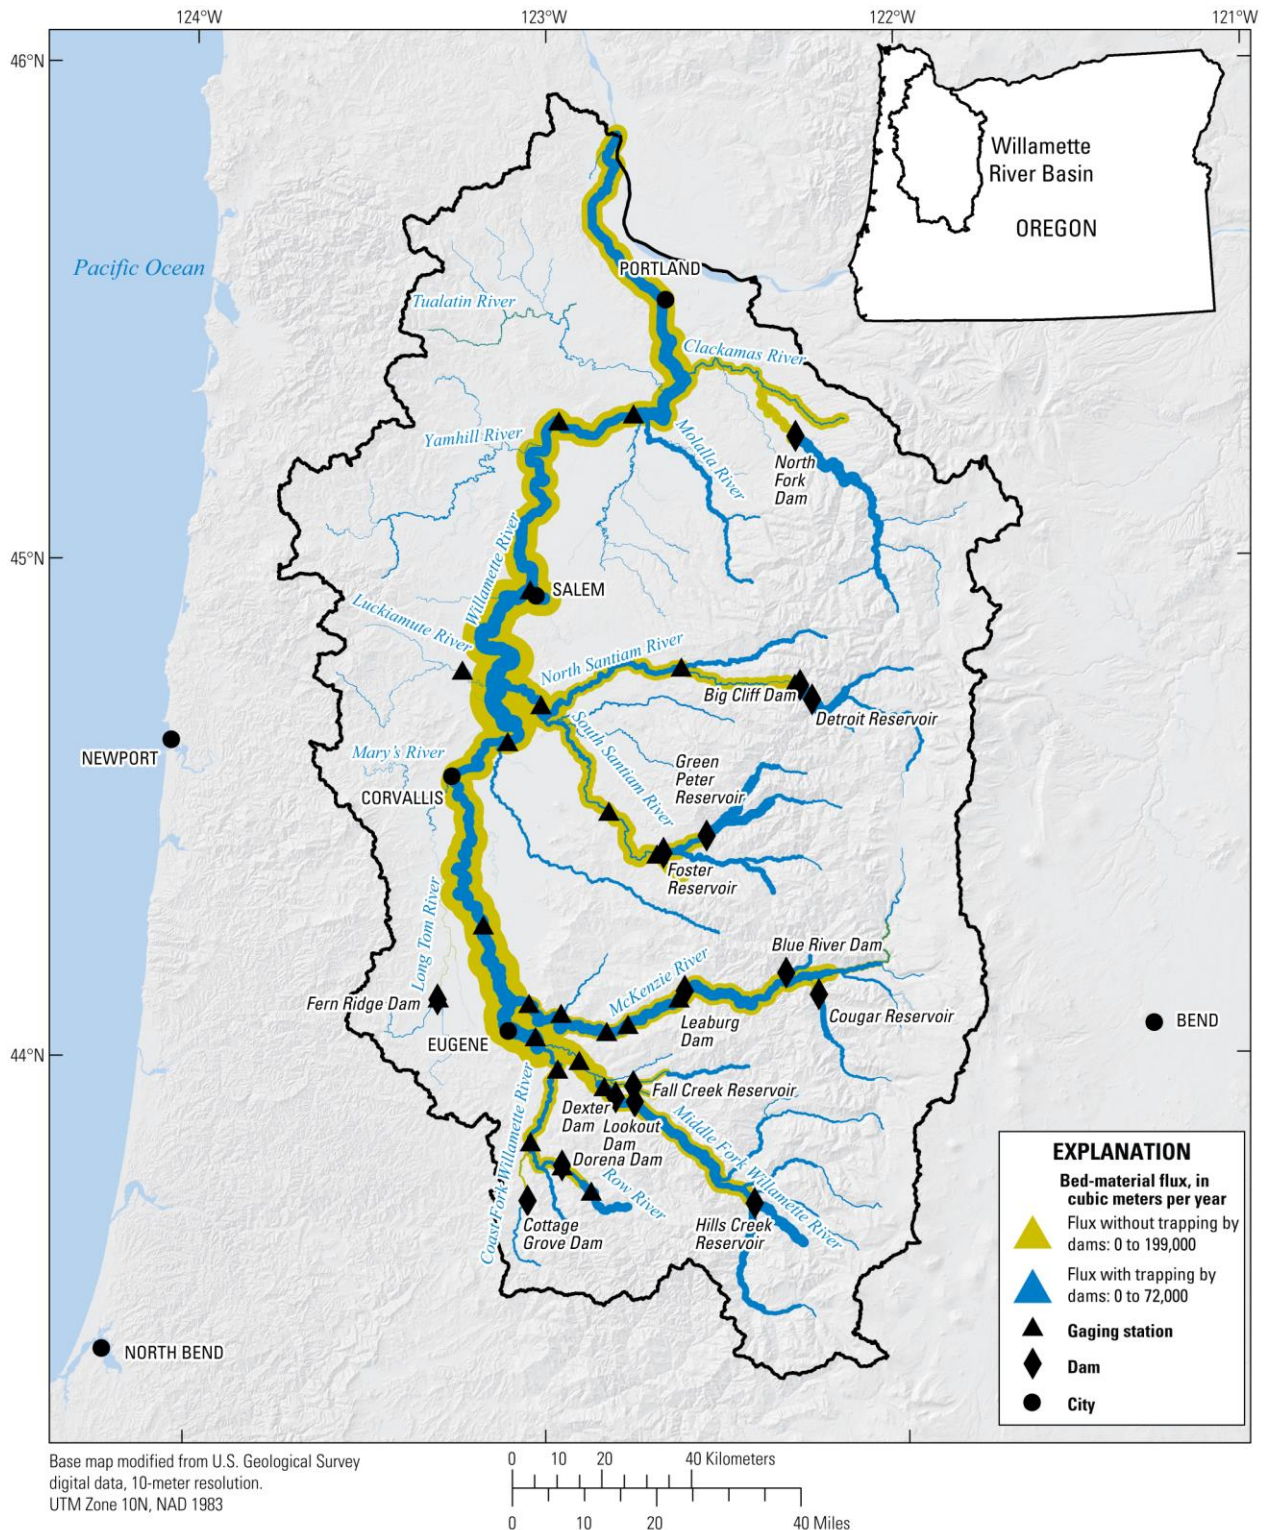 124°W
123°W
122°W
121°W
46°N
45°N
44°N
Willamette
River Basin
OREGON
Pacific Ocean
PORTLAND
Tualatin River
Clackamas River
Yamhill River
Molalla River
North
Fork
Dam
Willamette River
SALEM
Luckiamute River
North Santiam River
Big Cliff Dam
Detroit Reservoir
South Santiam River
NEWPORT
Mary's River
Green
Peter
Reservoir
CORVALLIS
Foster
Reservoir
Long Tom River
Blue River Dam
McKenzie River
Fern Ridge Dam
Leaburg
Dam
Cougar Reservoir
BEND
EUGENE
Fall Creek Reservoir
Dexter
Dam
Lookout
Dam
Middle Fork Willamette River
Coast Fork Willamette River
Dorena Dam
Row River
Cottage
Grove Dam
Hills Creek
Reservoir
NORTH BEND
EXPLANATION
Bed-material flux, in
cubic meters per year
Flux without trapping by
dams: 0 to 199,000
Flux with trapping by
dams: 0 to 72,000
Gaging station
Dam
City
Base map modified from U.S. Geological Survey
digital data, 10-meter resolution.
UTM Zone 10N, NAD 1983
0 10 20 40 Kilometers
0 10 20 40 Miles